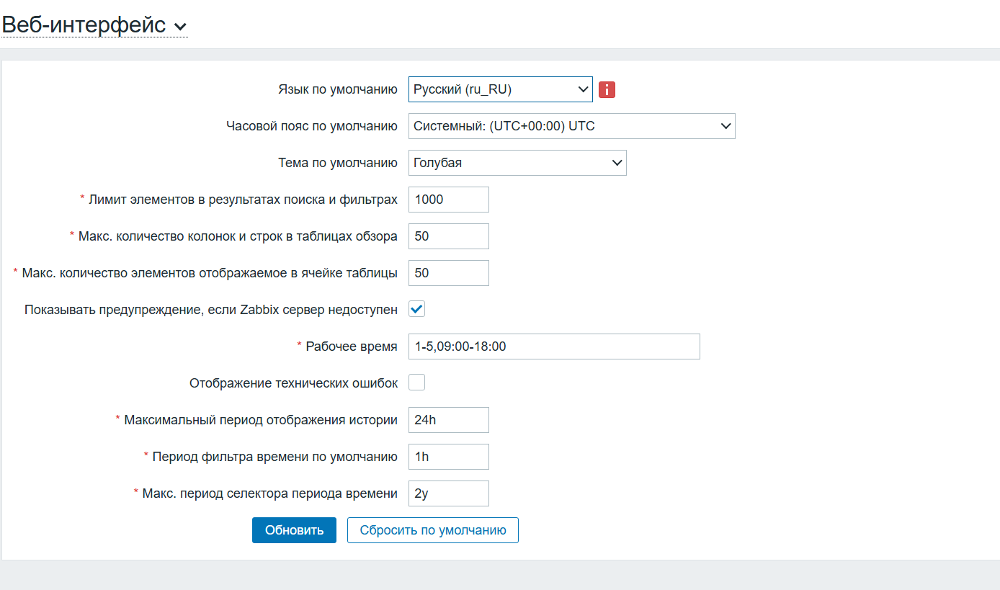 Веб-интерфейс
Язык по умолчанию Русский (ru_RU) i
Часовой пояс по умолчанию Системный: (UTC+00:00) UTC
Тема по умолчанию Голубая
* Лимит элементов в результатах поиска и фильтрах 1000
* Макс. количество колонок и строк в таблицах обзора 50
* Макс. количество элементов отображаемое в ячейке таблицы 50
Показывать предупреждение, если Zabbix сервер недоступен
* Рабочее время 1-5,09:00-18:00
Отображение технических ошибок
* Максимальный период отображения истории 24h
* Период фильтра времени по умолчанию 1h
* Макс. период селектора периода времени 2y
Обновить Сбросить по умолчанию